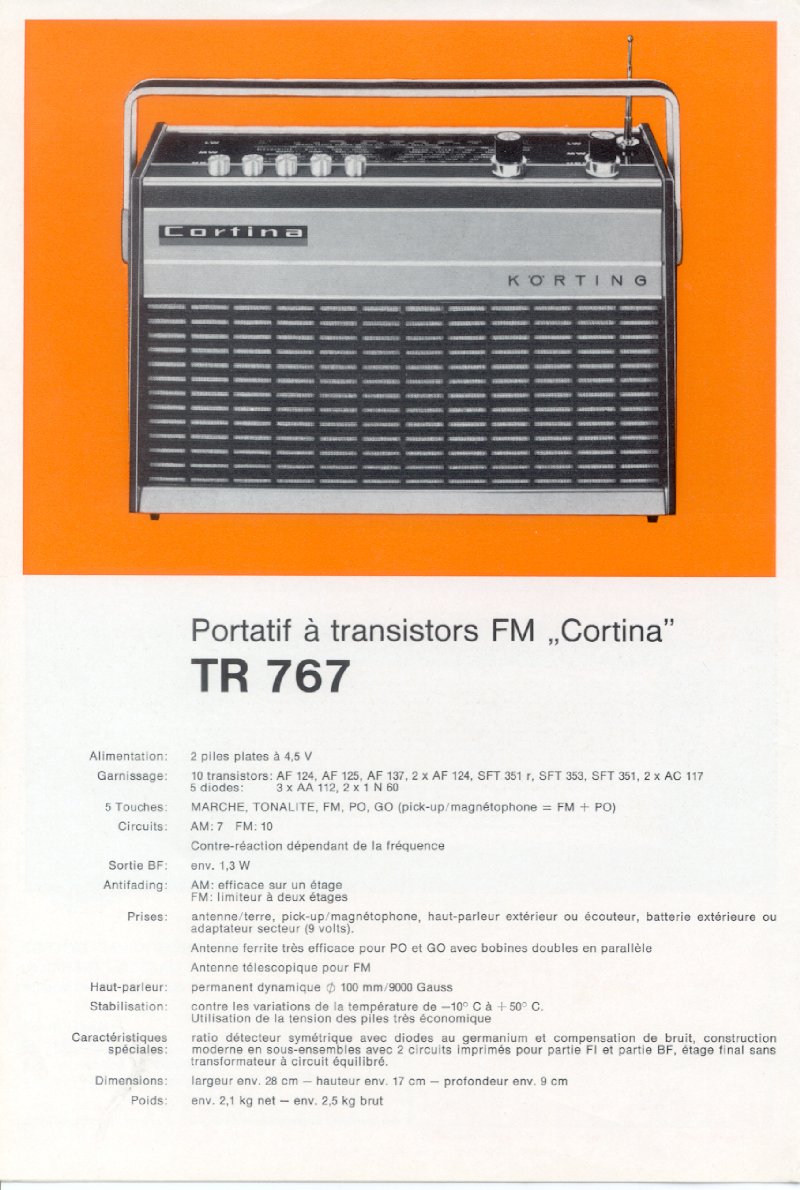 Cortina
KÖRTING
Portatif à transistors FM „Cortina”
TR 767
Alimentation: 2 piles plates à 4,5 V
Garnissage: 10 transistors: AF 124, AF 125, AF 137, 2 x AF 124, SFT 351 r, SFT 353, SFT 351, 2 x AC 117
5 diodes: 3 x AA 112, 2 x 1 N 60
5 Touches: MARCHE, TONALITE, FM, PO, GO (pick-up/magnétophone = FM + PO)
Circuits: AM: 7 FM: 10
Contre-réaction dépendant de la fréquence
Sortie BF: env. 1,3 W
Antifading: AM: efficace sur un étage
FM: limiteur à deux étages
Prises: antenne/terre, pick-up/magnétophone, haut-parleur extérieur ou écouteur, batterie extérieure ou
adaptateur secteur (9 volts).
Antenne ferrite très efficace pour PO et GO avec bobines doubles en parallèle
Antenne télescopique pour FM
Haut-parleur: permanent dynamique ∅ 100 mm/9000 Gauss
Stabilisation: contre les variations de la température de —10° C à + 50° C.
Utilisation de la tension des piles très économique
Caractéristiques ratio détecteur symétrique avec diodes au germanium et compensation de bruit, construction
spéciales: moderne en sous-ensembles avec 2 circuits imprimés pour partie FI et partie BF, étage final sans
transformateur à circuit équilibré.
Dimensions: largeur env. 28 cm — hauteur env. 17 cm — profondeur env. 9 cm
Poids: env. 2,1 kg net — env. 2,5 kg brut